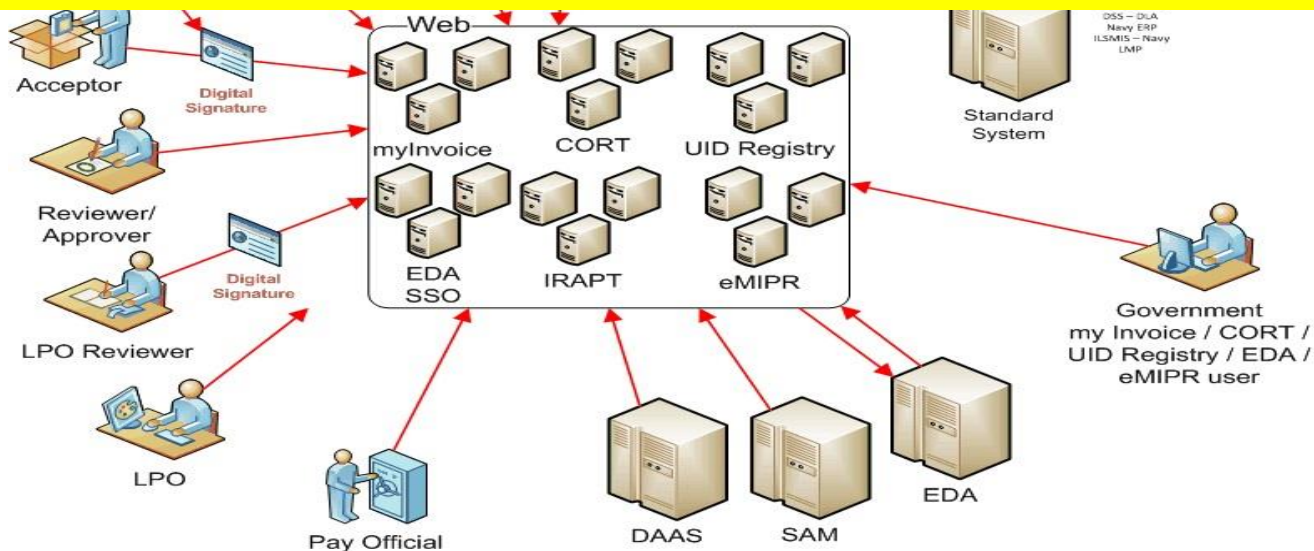 Web
DSS – DLA
Navy ERP
ILSMIS – Navy
LMP
Acceptor
Digital
Signature
Standard
System
myInvoice
CORT
UID Registry
Reviewer/
Approver
Digital
Signature
EDA
SSO
IRAPT
eMIPR
LPO Reviewer
Government
my Invoice / CORT /
UID Registry / EDA /
eMIPR user
LPO
Pay Official
DAAS
SAM
EDA